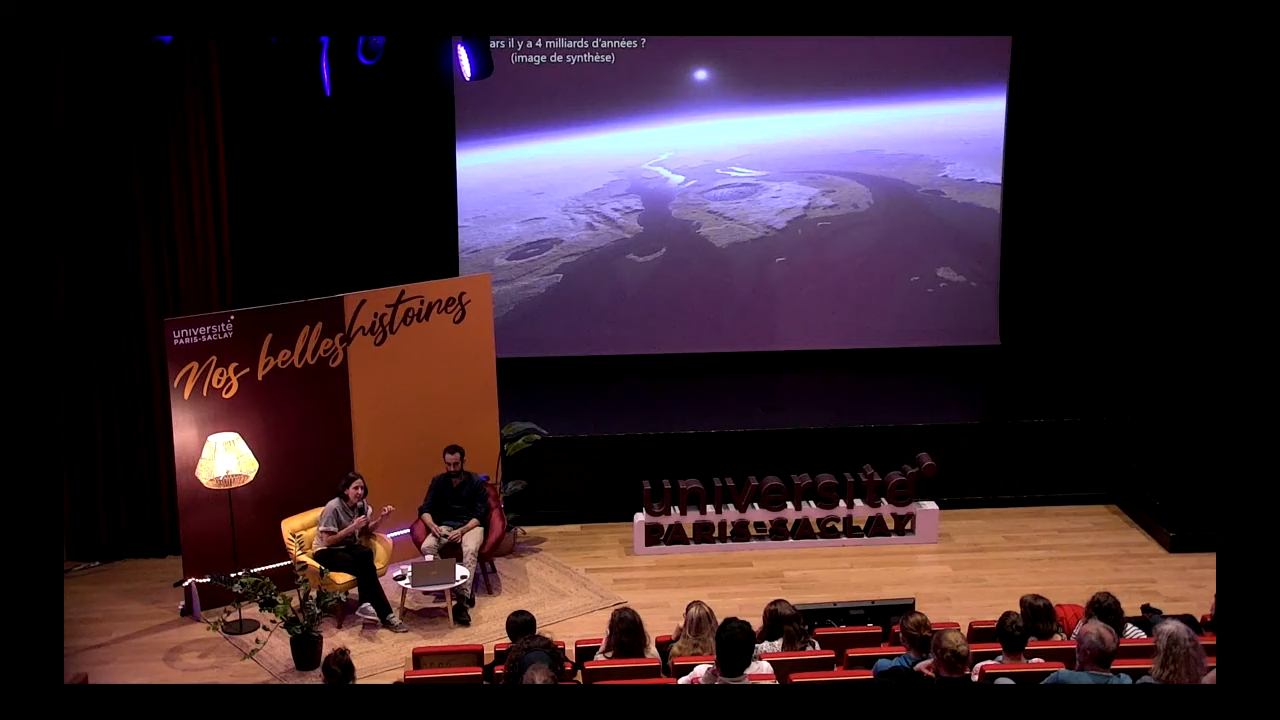 ars il y a 4 milliards d'années ?
(image de synthèse)
université
PARIS-SACLAY
Nos belles histoires
université
PARIS-SACLAY